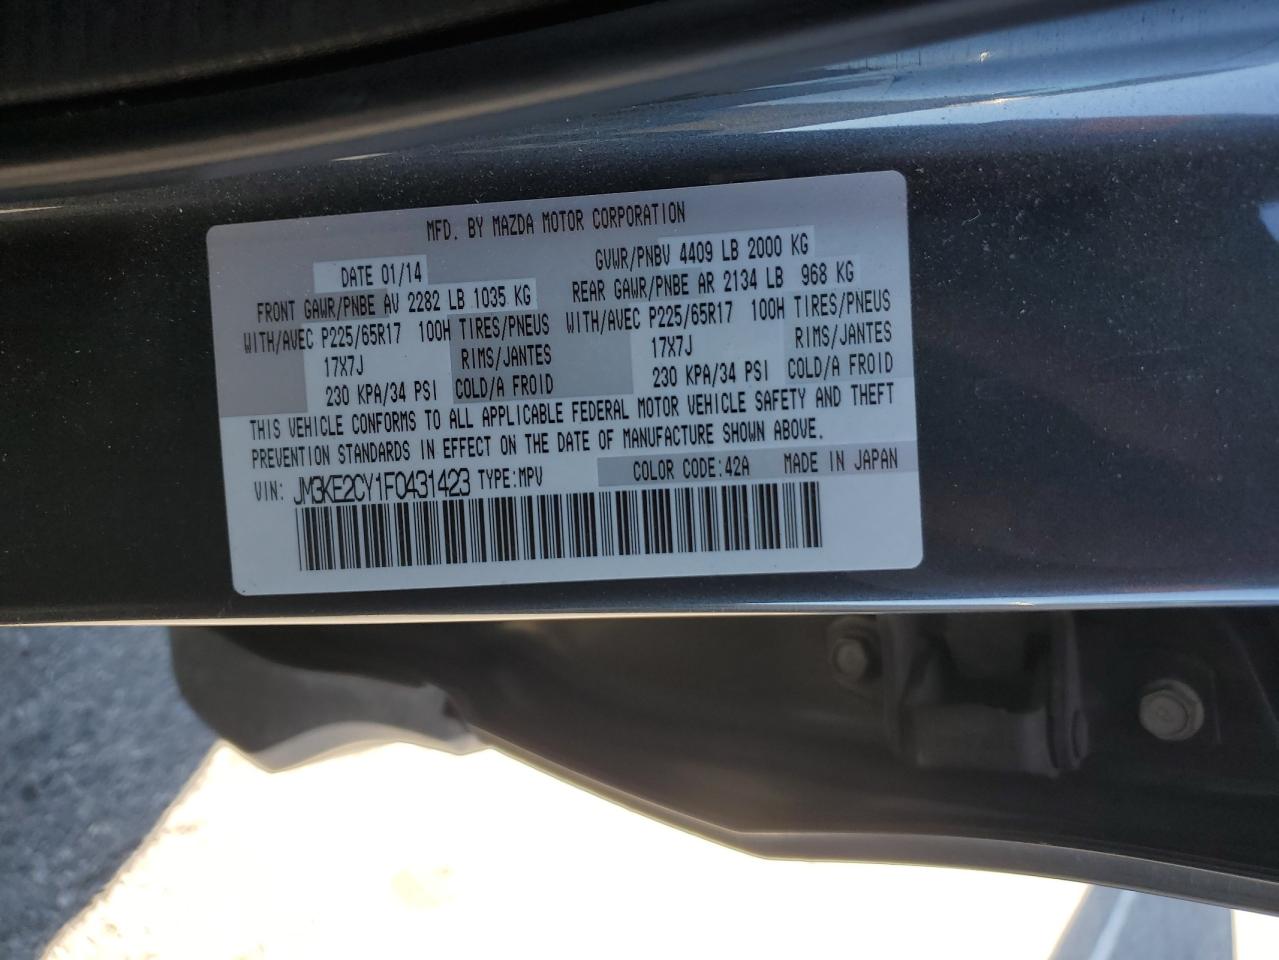 MFD. BY MAZDA MOTOR CORPORATION
DATE 01/14 GVWR/PNBV 4409 LB 2000 KG
FRONT GAWR/PNBE AV 2282 LB 1035 KG REAR GAWR/PNBE AR 2134 LB 968 KG
WITH/AVEC P225/65R17 100H TIRES/PNEUS WITH/AVEC P225/65R17 100H TIRES/PNEUS
17X7J RIMS/JANTES 17X7J RIMS/JANTES
230 KPA/34 PSI COLD/A FROID 230 KPA/34 PSI COLD/A FROID
THIS VEHICLE CONFORMS TO ALL APPLICABLE FEDERAL MOTOR VEHICLE SAFETY AND THEFT
PREVENTION STANDARDS IN EFFECT ON THE DATE OF MANUFACTURE SHOWN ABOVE.
VIN: JM3KE2CY1F0431423 TYPE:MPV COLOR CODE:42A MADE IN JAPAN